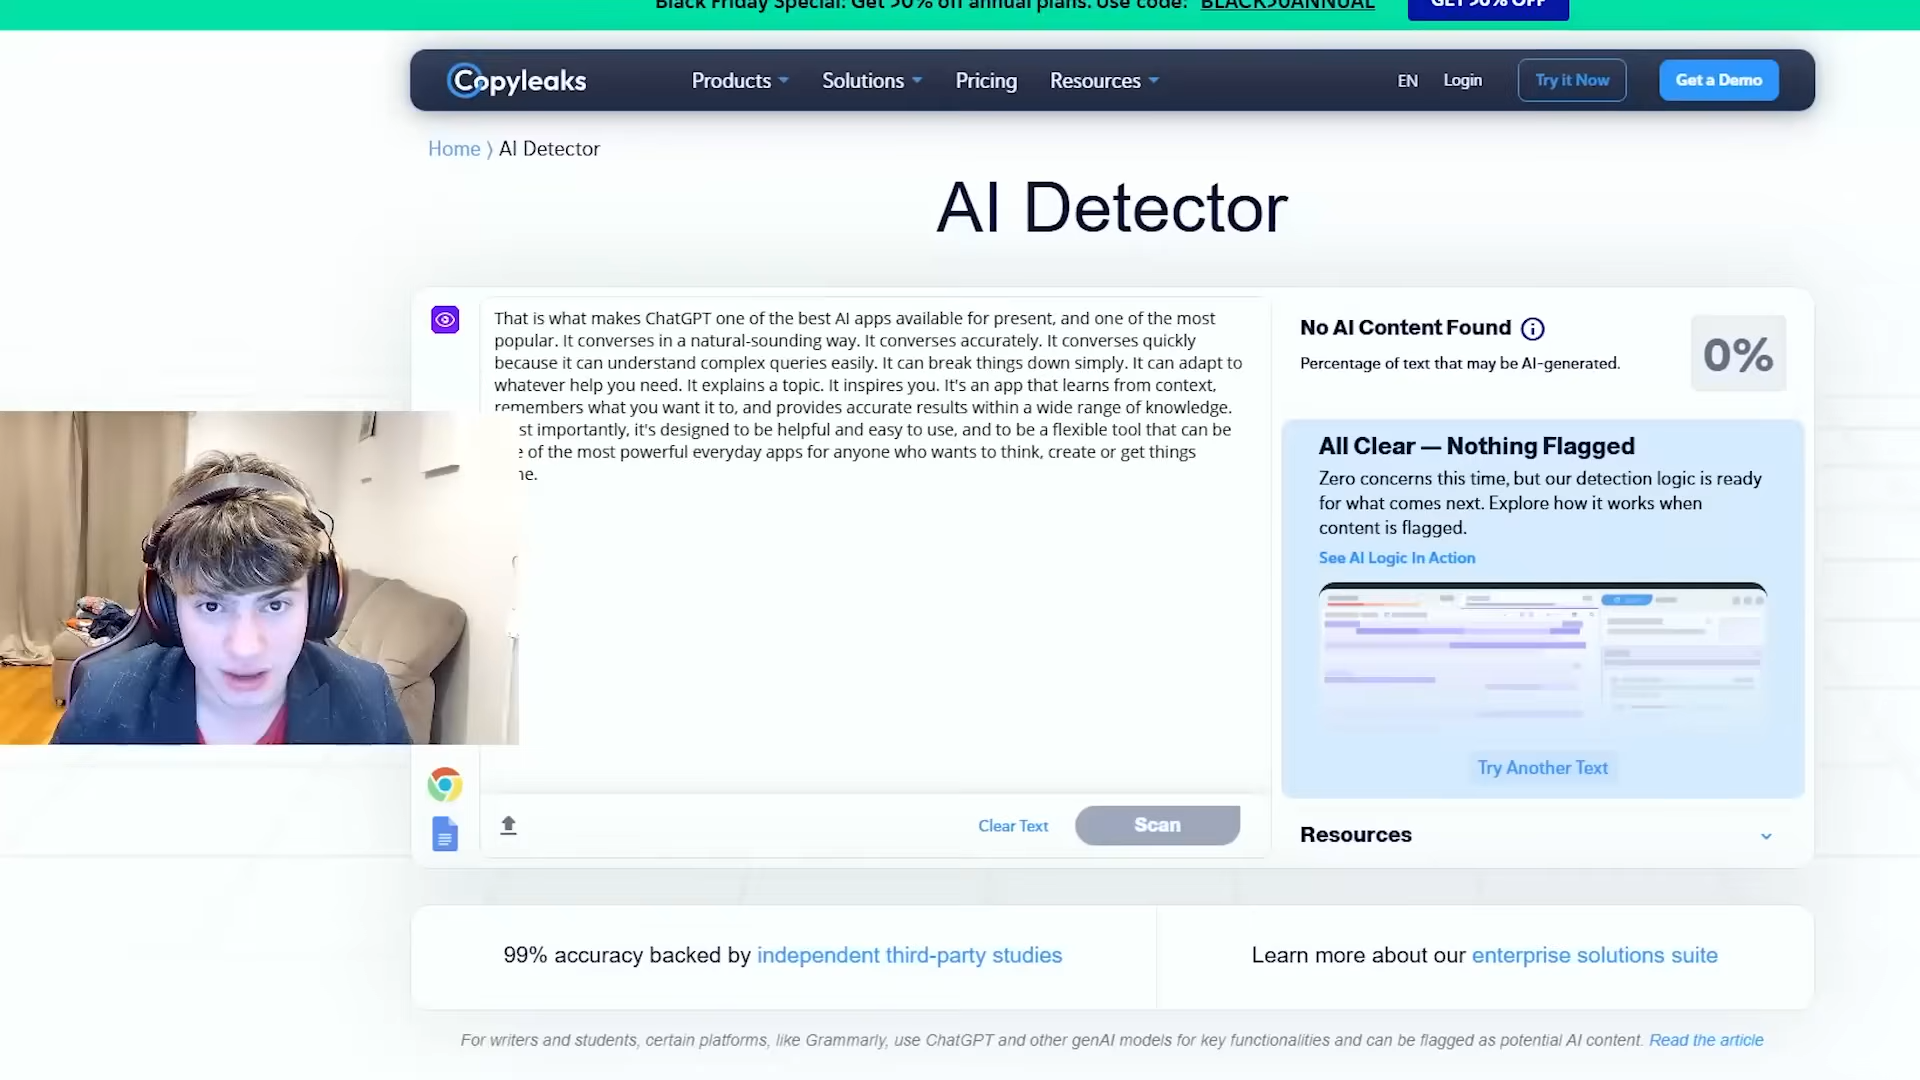 Black Friday Special: Get 50% off annual plans. Use code: BLACK50ANNUAL GET 50% OFF
Copyleaks Products Solutions Pricing Resources EN Login Try it Now Get a Demo
Home ⟩ AI Detector
AI Detector
That is what makes ChatGPT one of the best AI apps available for present, and one of the most
popular. It converses in a natural-sounding way. It converses accurately. It converses quickly
because it can understand complex queries easily. It can break things down simply. It can adapt to
whatever help you need. It explains a topic. It inspires you. It's an app that learns from context,
remembers what you want it to, and provides accurate results within a wide range of knowledge.
st importantly, it's designed to be helpful and easy to use, and to be a flexible tool that can be
e of the most powerful everyday apps for anyone who wants to think, create or get things
ne.
Clear Text
Scan
No AI Content Found
Percentage of text that may be AI-generated.
0%
All Clear — Nothing Flagged
Zero concerns this time, but our detection logic is ready
for what comes next. Explore how it works when
content is flagged.
See AI Logic In Action
Try Another Text
Resources
99% accuracy backed by independent third-party studies
Learn more about our enterprise solutions suite
For writers and students, certain platforms, like Grammarly, use ChatGPT and other genAI models for key functionalities and can be flagged as potential AI content. Read the article